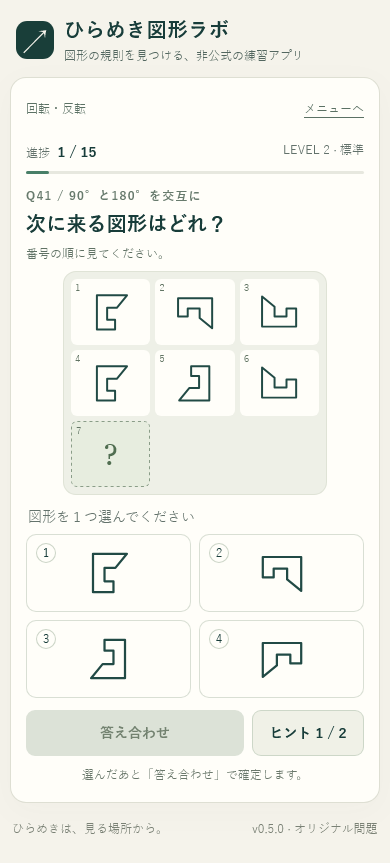 ひらめき図形ラボ
図形の規則を見つける、非公式の練習アプリ
回転・反転
メニューへ
進捗 1 / 15
LEVEL 2 · 標準
Q41 / 90°と180°を交互に
次に来る図形はどれ？
番号の順に見てください。
1
2
3
4
5
6
7
?
図形を1つ選んでください
1
2
3
4
答え合わせ
ヒント 1 / 2
選んだあと「答え合わせ」で確定します。
ひらめきは、見る場所から。
v0.5.0 · オリジナル問題